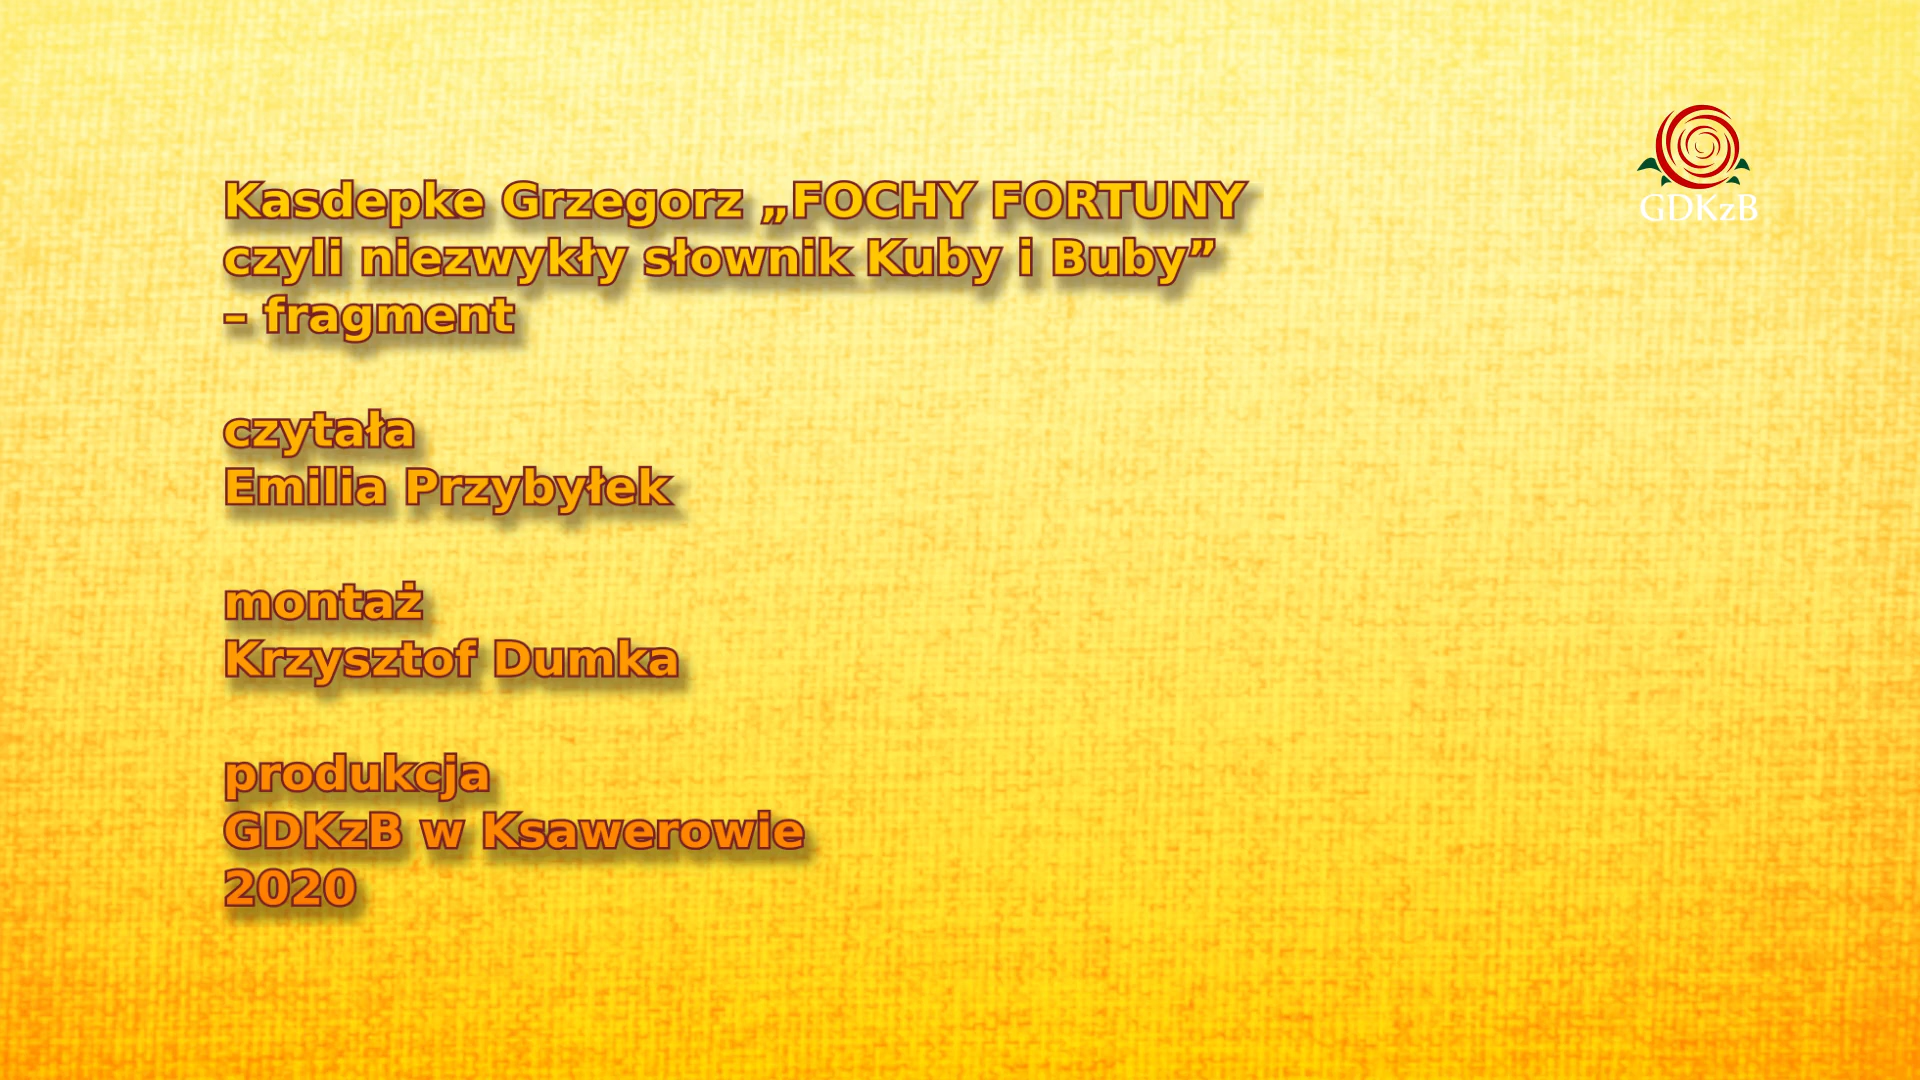 Kasdepke Grzegorz „FOCHY FORTUNY
czyli niezwykły słownik Kuby i Buby”
– fragment
czytała
Emilia Przybyłek
montaż
Krzysztof Dumka
produkcja
GDKzB w Ksawerowie
2020
GDKzB